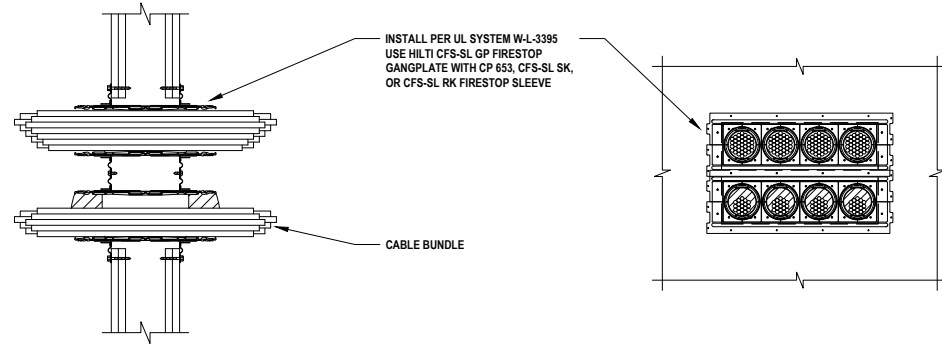 INSTALL PER UL SYSTEM W-L-3395
USE HILTI CFS-SL GP FIRESTOP
GANGPLATE WITH CP 653, CFS-SL SK,
OR CFS-SL RK FIRESTOP SLEEVE
CABLE BUNDLE